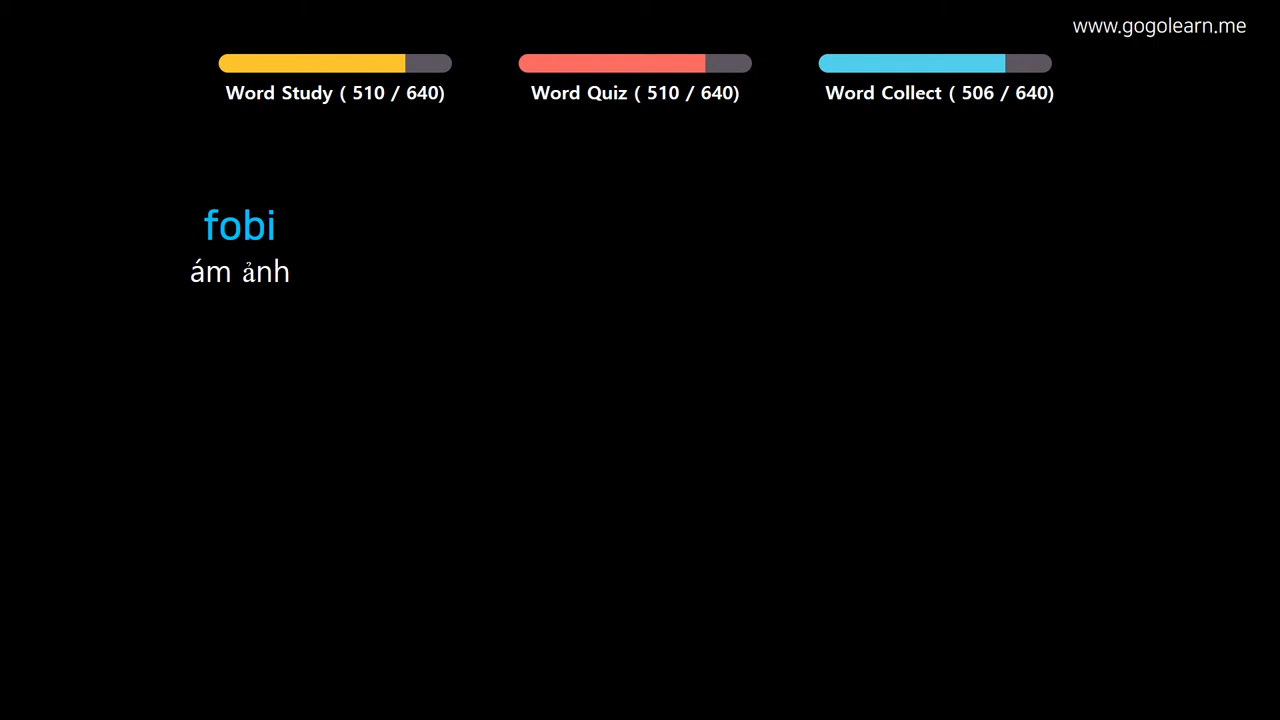 www.gogolearn.me
Word Study ( 510 / 640)
Word Quiz ( 510 / 640)
Word Collect ( 506 / 640)
fobi
ám ảnh